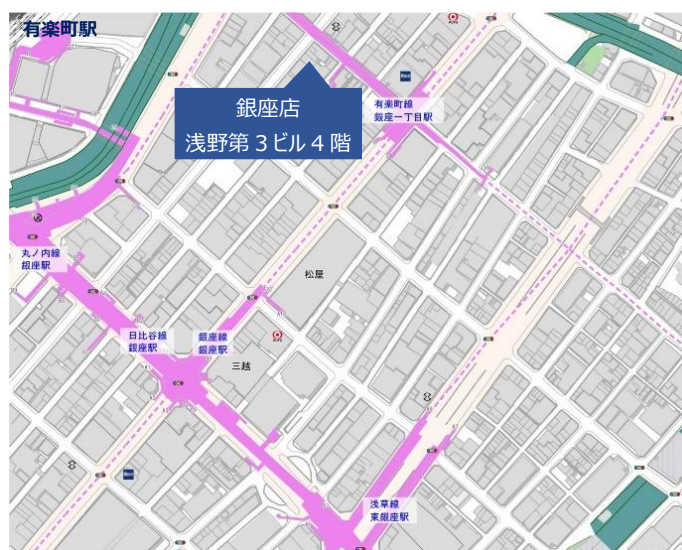 有楽町駅
銀座店
浅野第3ビル4階
有楽町線
銀座一丁目駅
丸ノ内線
銀座駅
松屋
日比谷線
銀座駅
銀座線
銀座駅
三越
浅草線
東銀座駅